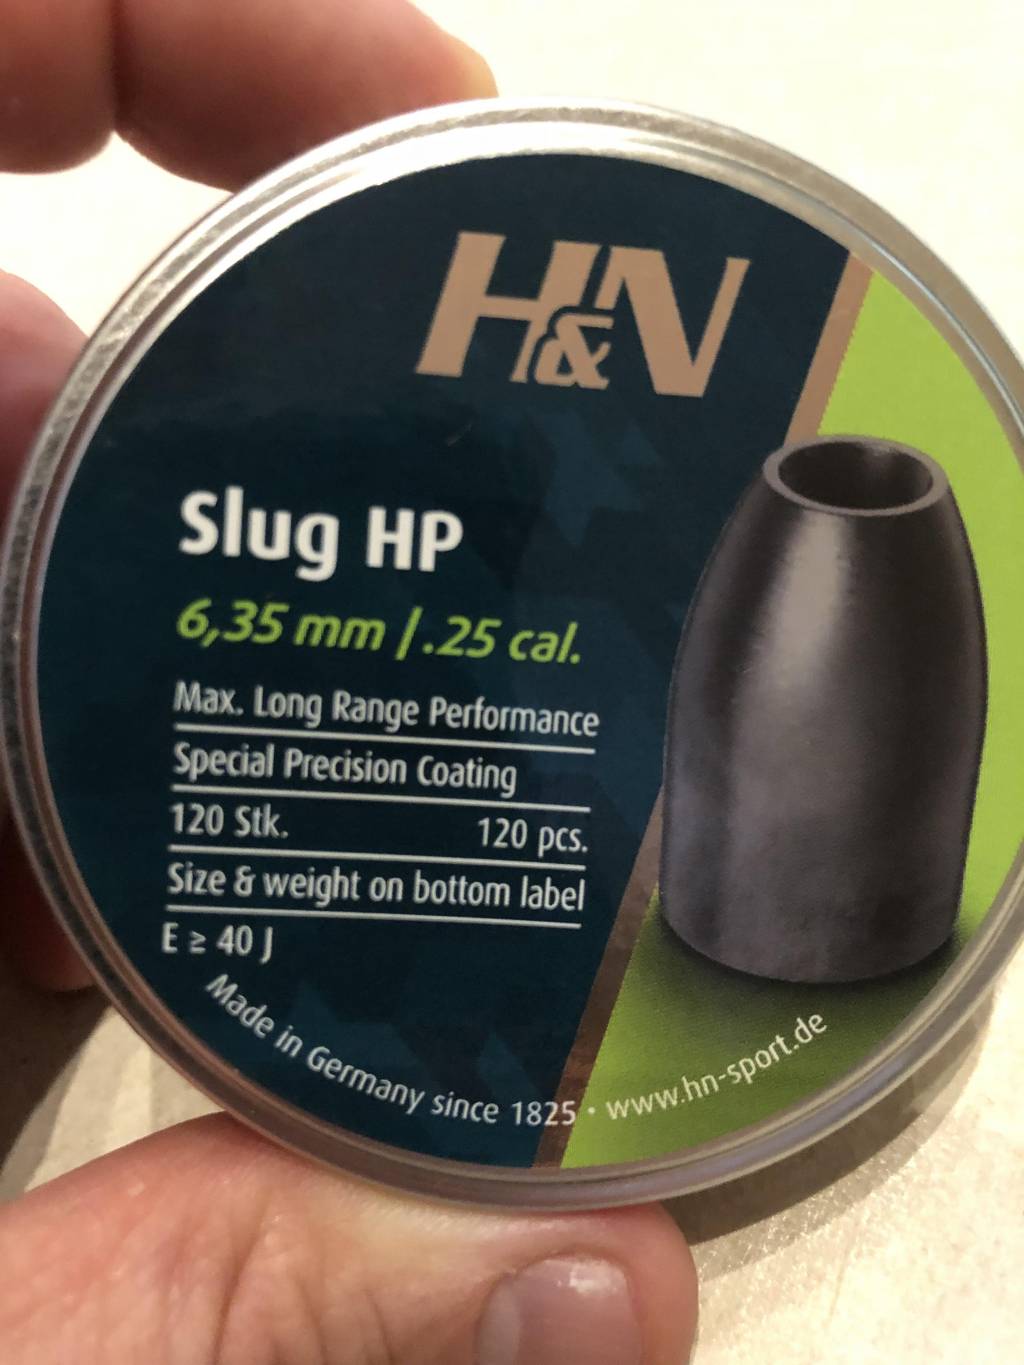 H&N
Slug HP
6,35 mm / .25 cal.
Max. Long Range Performance
Special Precision Coating
120 Stk. 120 pcs.
Size & weight on bottom label
E ≥ 40 J
Made in Germany since 1825 · www.hn-sport.de